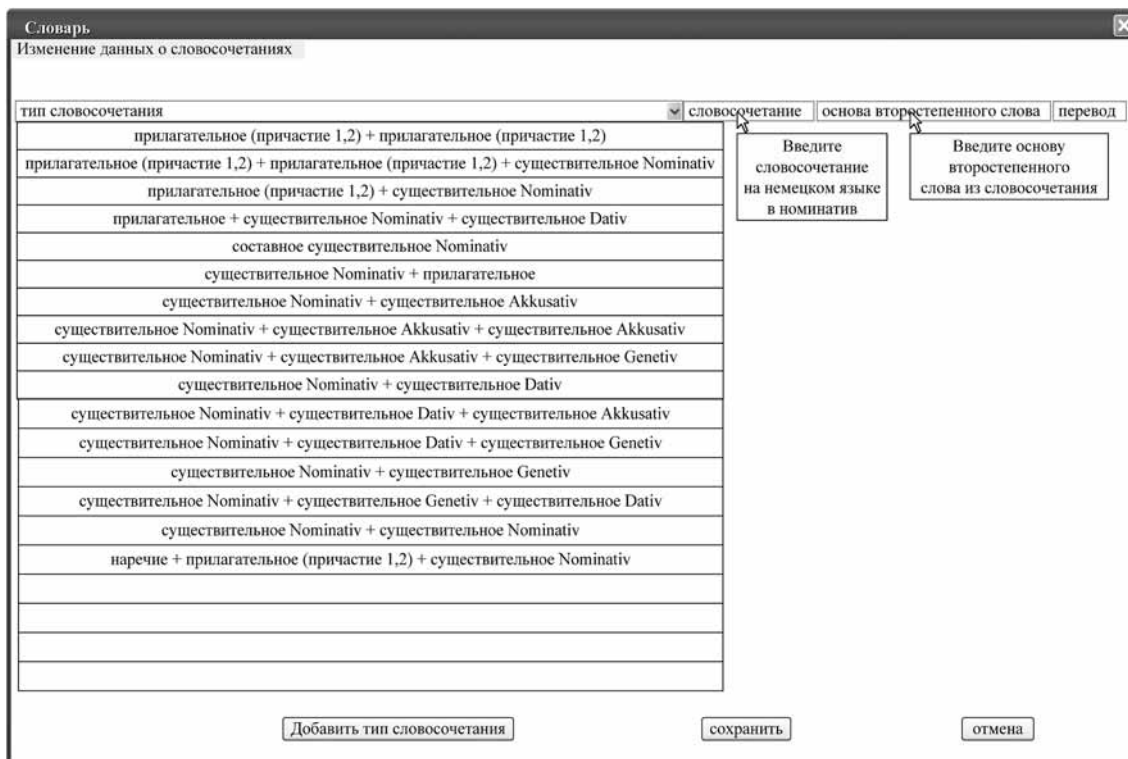 Словарь
Изменение данных о словосочетаниях
тип словосочетания словосочетание основа второстепенного слова перевод
прилагательное (причастие 1,2) + прилагательное (причастие 1,2)
прилагательное (причастие 1,2) + прилагательное (причастие 1,2) + существительное Nominativ
прилагательное (причастие 1,2) + существительное Nominativ
прилагательное + существительное Nominativ + существительное Dativ
составное существительное Nominativ
существительное Nominativ + прилагательное
существительное Nominativ + существительное Akkusativ
существительное Nominativ + существительное Akkusativ + существительное Akkusativ
существительное Nominativ + существительное Akkusativ + существительное Genetiv
существительное Nominativ + существительное Dativ
существительное Nominativ + существительное Dativ + существительное Akkusativ
существительное Nominativ + существительное Dativ + существительное Genetiv
существительное Nominativ + существительное Genetiv
существительное Nominativ + существительное Genetiv + существительное Dativ
существительное Nominativ + существительное Nominativ
наречие + прилагательное (причастие 1,2) + существительное Nominativ
Введите
словосочетание
на немецком языке
в номинатив
Введите основу
второстепенного
слова из словосочетания
Добавить тип словосочетания сохранить отмена